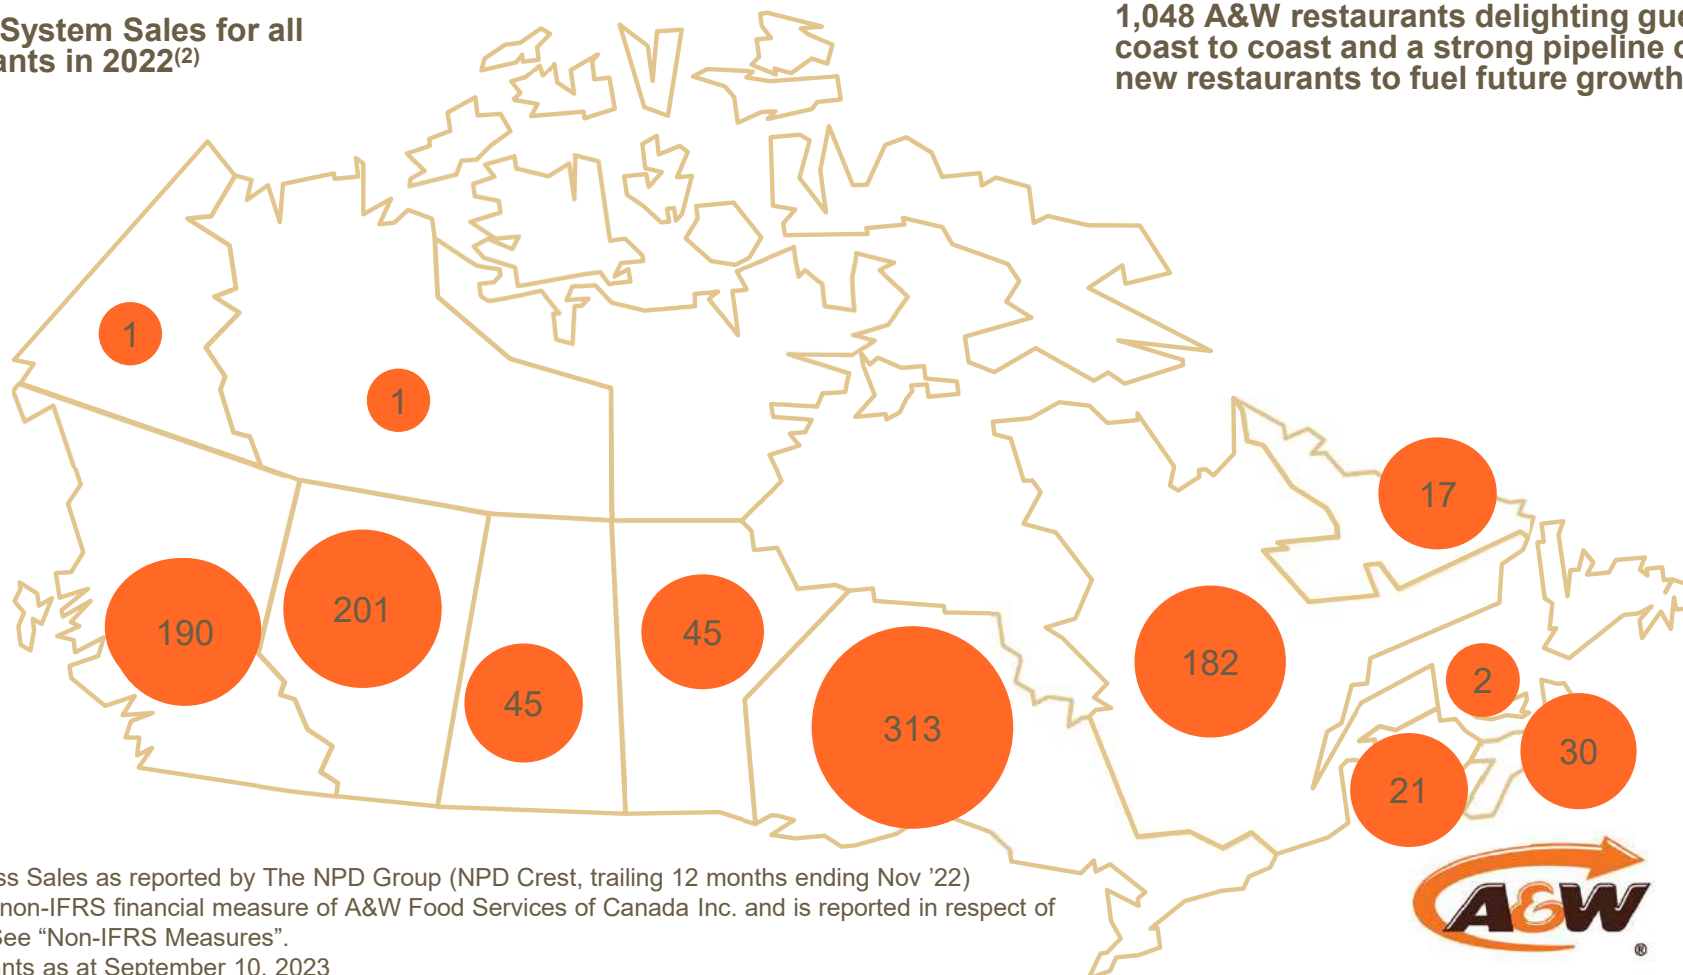 System Sales for all
ants in 2022(2)
1,048 A&W restaurants delighting gue
coast to coast and a strong pipeline o
new restaurants to fuel future growth
1
1
17
190
201
45
45
313
182
2
30
21
ss Sales as reported by The NPD Group (NPD Crest, trailing 12 months ending Nov ’22)
non-IFRS financial measure of A&W Food Services of Canada Inc. and is reported in respect of
See “Non-IFRS Measures”.
nts as at September 10, 2023
A&W
®